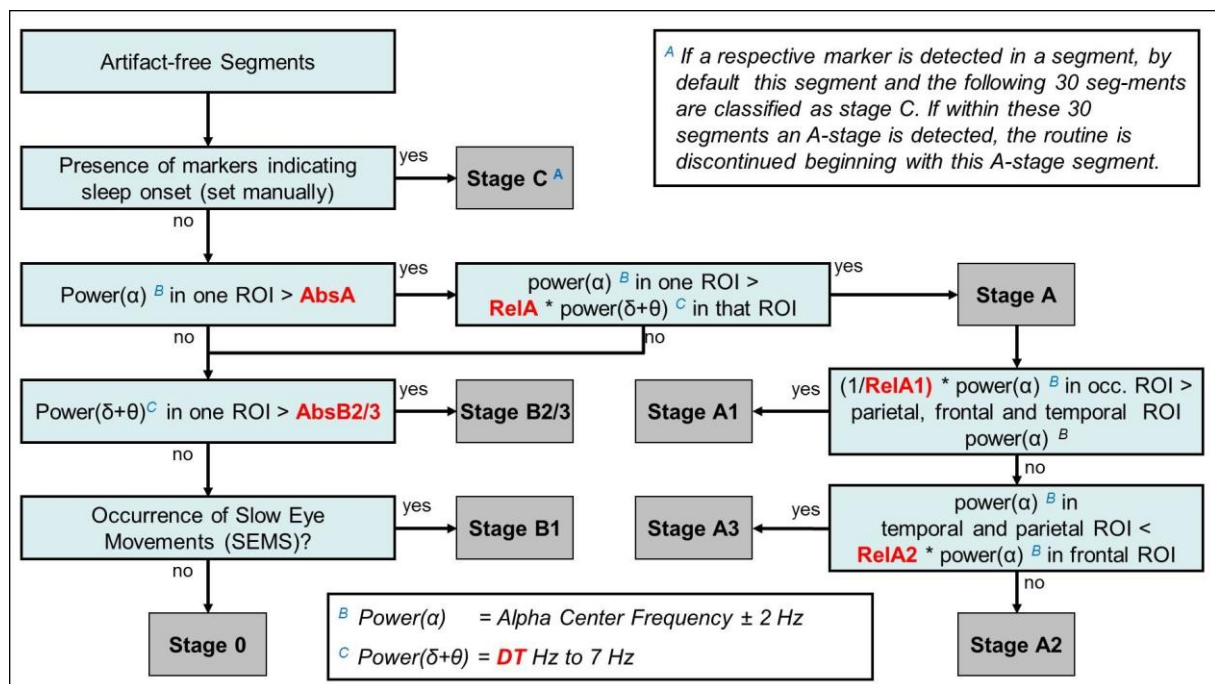 Artifact-free Segments
A If a respective marker is detected in a segment, by
default this segment and the following 30 seg-ments
are classified as stage C. If within these 30
segments an A-stage is detected, the routine is
discontinued beginning with this A-stage segment.
Presence of markers indicating
sleep onset (set manually)
yes
Stage C A
no
Power(α) B in one ROI > AbsA
yes
power(α) B in one ROI >
RelA * power(δ+θ) C in that ROI
yes
Stage A
no
no
Power(δ+θ)C in one ROI > AbsB2/3
yes
Stage B2/3
Stage A1
yes
(1/RelA1) * power(α) B in occ. ROI >
parietal, frontal and temporal ROI
power(α) B
no
no
Occurrence of Slow Eye
Movements (SEMS)?
yes
Stage B1
Stage A3
yes
power(α) B in
temporal and parietal ROI <
RelA2 * power(α) B in frontal ROI
no
no
Stage 0
B Power(α) = Alpha Center Frequency ± 2 Hz
C Power(δ+θ) = DT Hz to 7 Hz
Stage A2